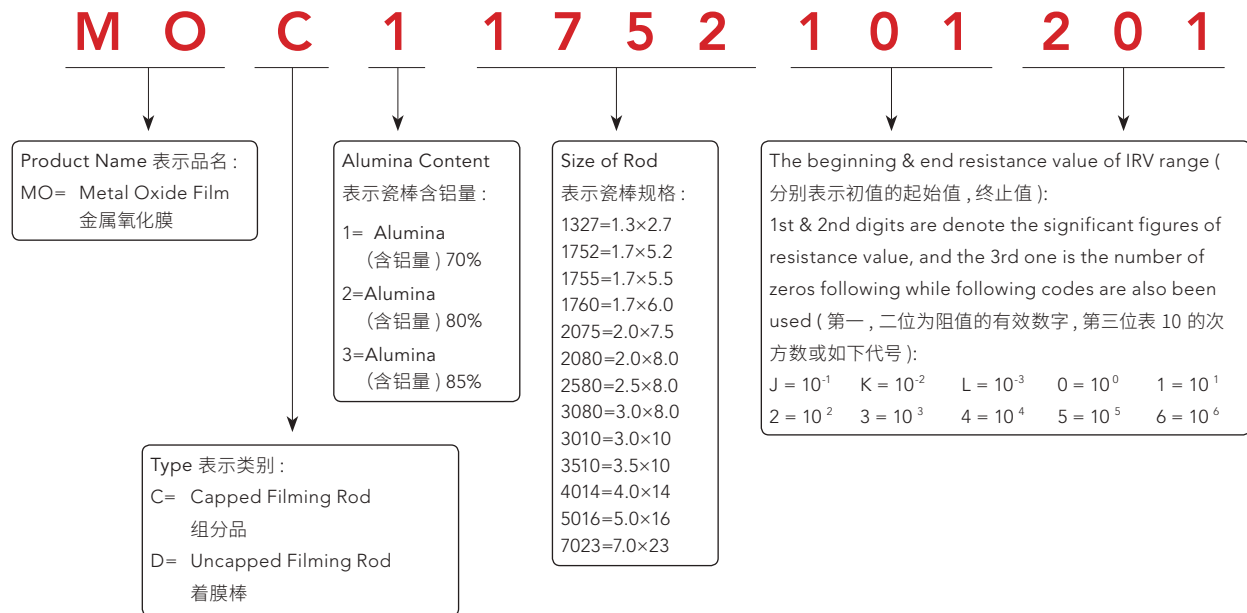 M O C 1 1 7 5 2 1 0 1 2 0 1
Product Name 表示品名 :
MO= Metal Oxide Film
金属氧化膜
Alumina Content
表示瓷棒含铝量 :
1= Alumina
(含铝量 ) 70%
2=Alumina
(含铝量 ) 80%
3=Alumina
(含铝量 ) 85%
Size of Rod
表示瓷棒规格 :
1327=1.3×2.7
1752=1.7×5.2
1755=1.7×5.5
1760=1.7×6.0
2075=2.0×7.5
2080=2.0×8.0
2580=2.5×8.0
3080=3.0×8.0
3010=3.0×10
3510=3.5×10
4014=4.0×14
5016=5.0×16
7023=7.0×23
The beginning & end resistance value of IRV range (
分别表示初值的起始值 , 终止值 ):
1st & 2nd digits are denote the significant figures of
resistance value, and the 3rd one is the number of
zeros following while following codes are also been
used ( 第一 , 二位为阻值的有效数字 , 第三位表 10 的次
方数或如下代号 ):
J = 10⁻¹ K = 10⁻² L = 10⁻³ 0 = 10⁰ 1 = 10¹
2 = 10² 3 = 10³ 4 = 10⁴ 5 = 10⁵ 6 = 10⁶
Type 表示类别 :
C= Capped Filming Rod
组分品
D= Uncapped Filming Rod
着膜棒